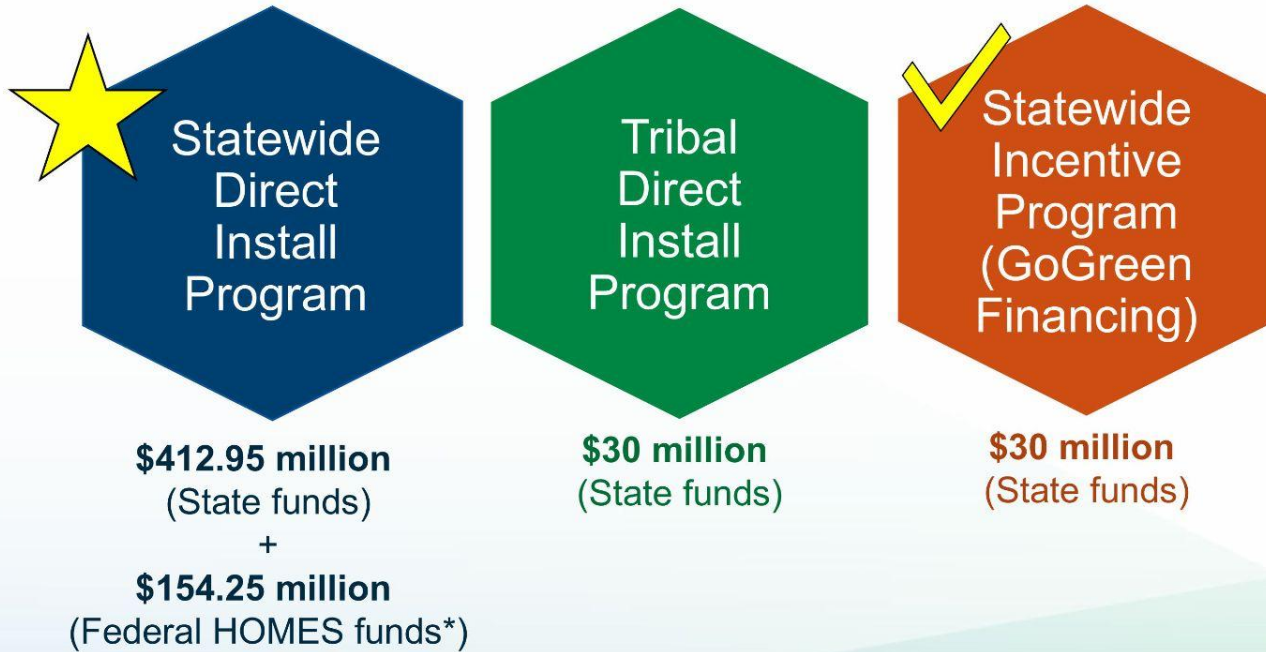 Statewide
Direct
Install
Program
$412.95 million
(State funds)
+
$154.25 million
(Federal HOMES funds*)
Tribal
Direct
Install
Program
$30 million
(State funds)
Statewide
Incentive
Program
(GoGreen
Financing)
$30 million
(State funds)